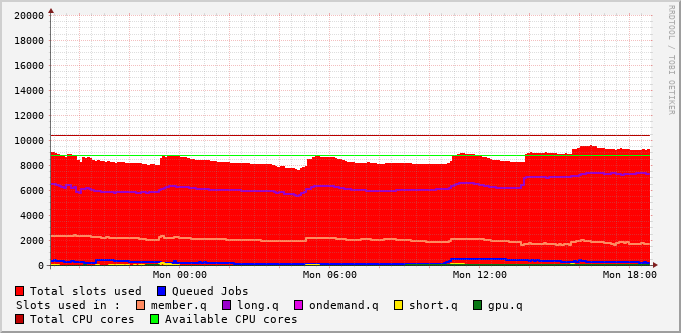 RRDTOOL / TOBI OETIKER
20000
18000
16000
14000
12000
10000
8000
6000
4000
2000
0
Mon 00:00 Mon 06:00 Mon 12:00 Mon 18:00
Total slots used Queued Jobs
Slots used in : member.q long.q ondemand.q short.q gpu.q
Total CPU cores Available CPU cores